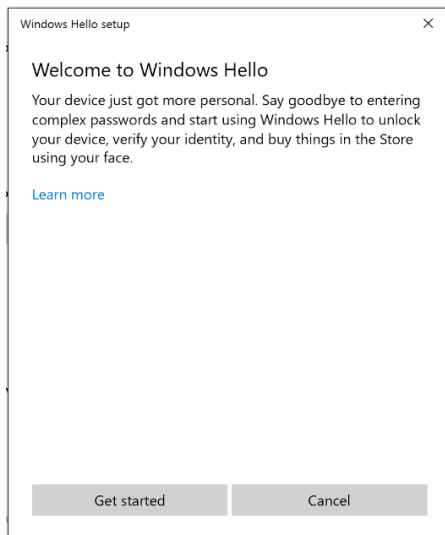 Windows Hello setup
Welcome to Windows Hello
Your device just got more personal. Say goodbye to entering
complex passwords and start using Windows Hello to unlock
your device, verify your identity, and buy things in the Store
using your face.
Learn more
Get started
Cancel